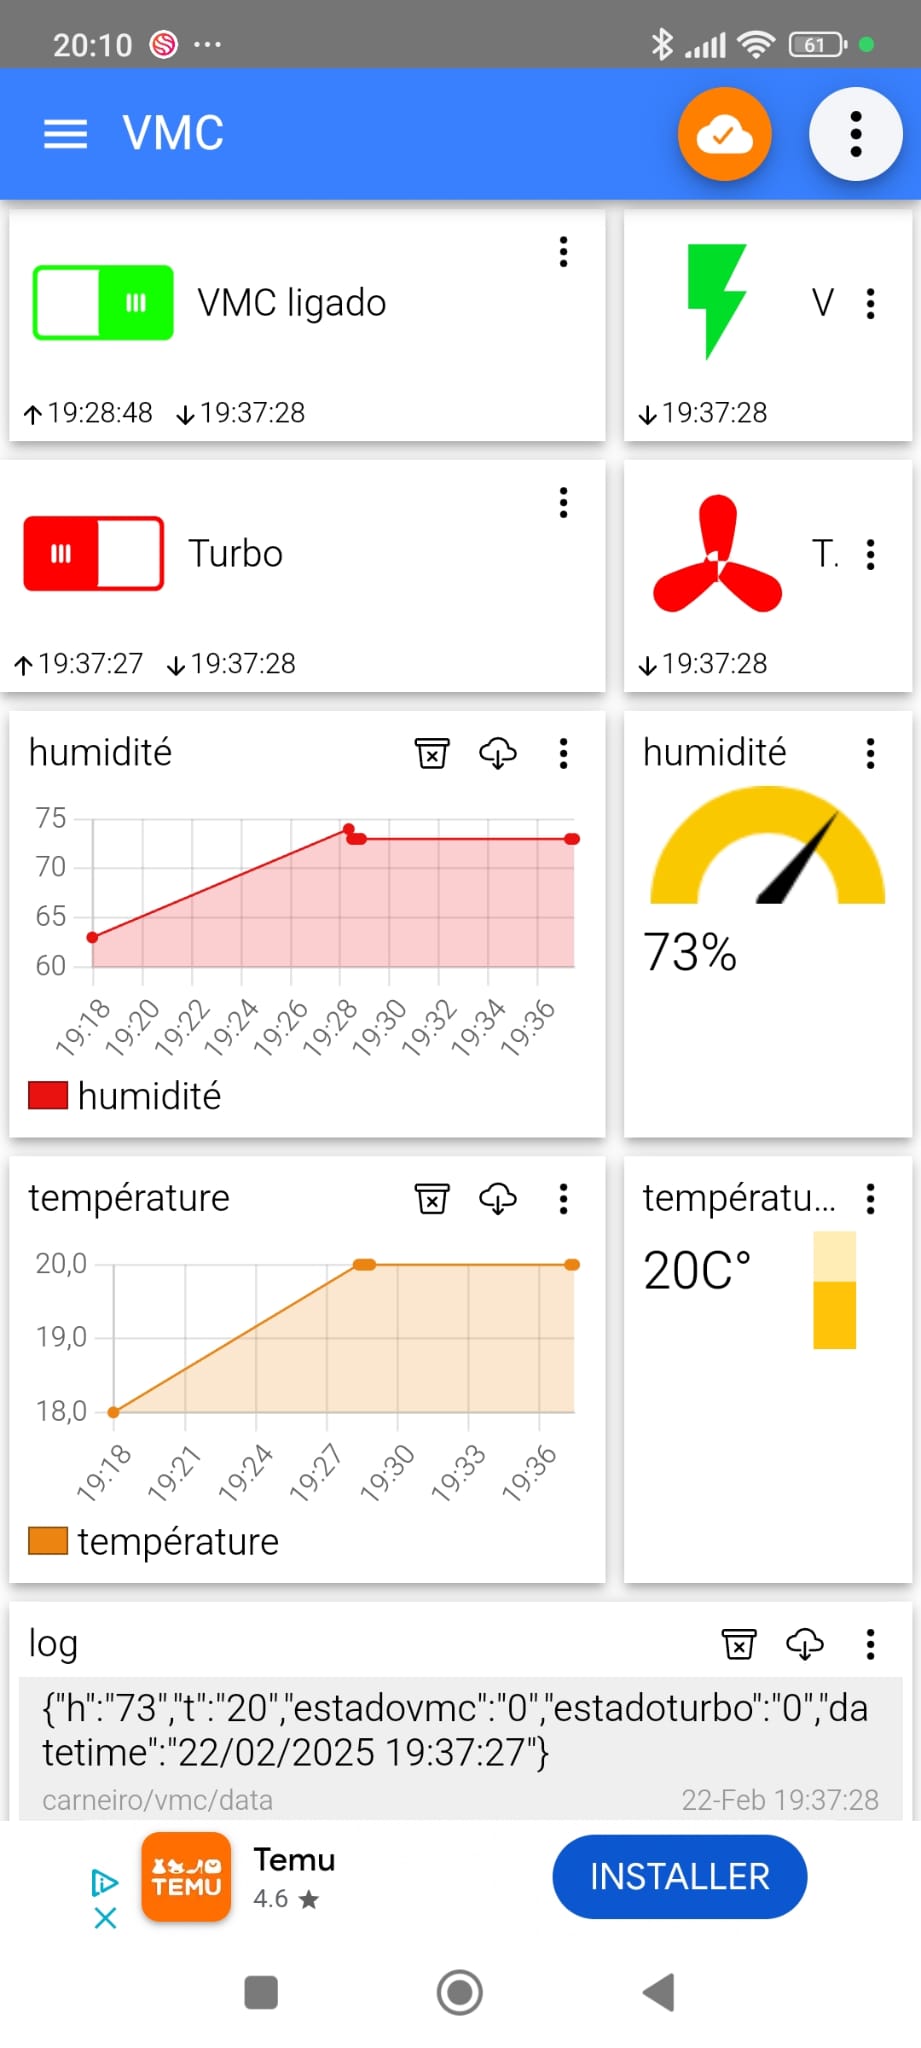 20:10
61
VMC
VMC ligado
↑19:28:48 ↓19:37:28
V
↓19:37:28
Turbo
↑19:37:27 ↓19:37:28
T.
↓19:37:28
humidité
75
70
65
60
19:18 19:20 19:22 19:24 19:26 19:28 19:30 19:32 19:34 19:36
humidité
humidité
73%
température
20,0
19,0
18,0
19:18 19:21 19:24 19:27 19:30 19:33 19:36
température
températu...
20C°
log
{"h":"73","t":"20","estadovmc":"0","estadoturbo":"0","da
tetime":"22/02/2025 19:37:27"}
carneiro/vmc/data
22-Feb 19:37:28
TEMU
Temu
4.6 ★
INSTALLER